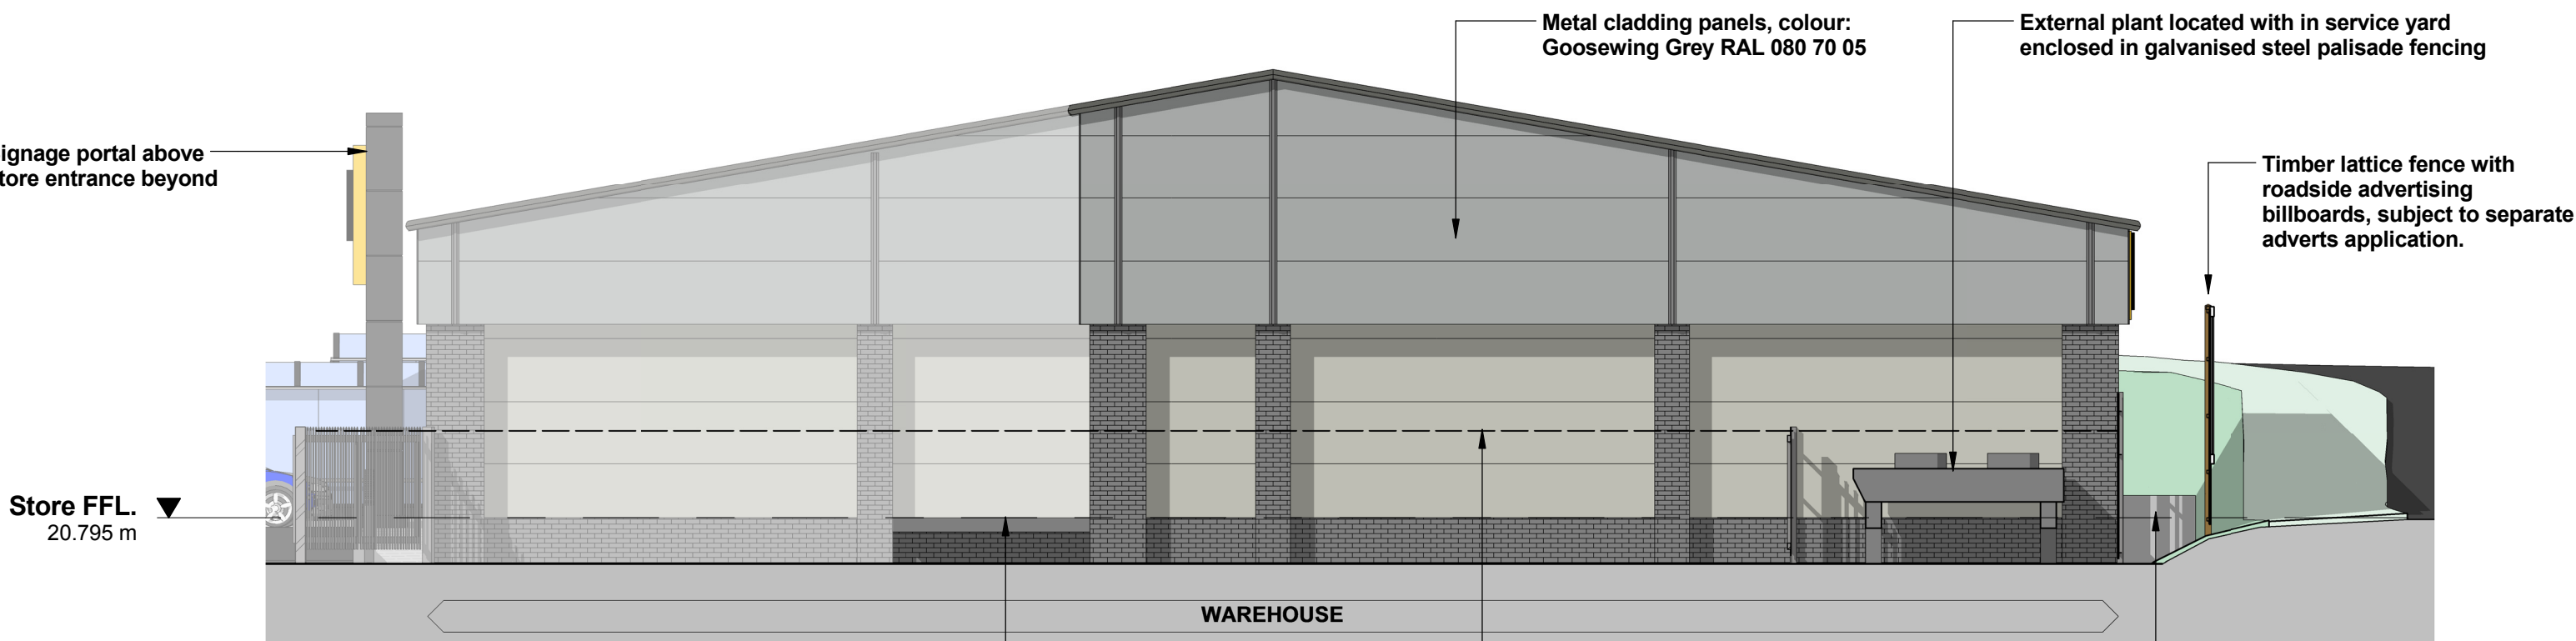 Metal cladding panels, colour:
Goosewing Grey RAL 080 70 05
External plant located with in service yard
enclosed in galvanised steel palisade fencing
ignage portal above
tore entrance beyond
Timber lattice fence with
roadside advertising
billboards, subject to separate
adverts application.
Store FFL.
20.795 m
WAREHOUSE